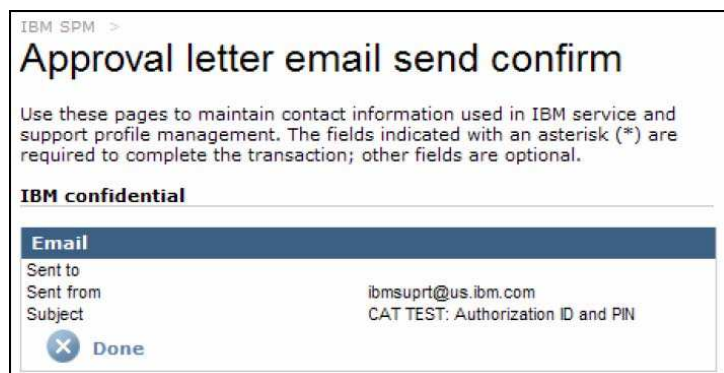 IBM SPM >
Approval letter email send confirm
Use these pages to maintain contact information used in IBM service and
support profile management. The fields indicated with an asterisk (*) are
required to complete the transaction; other fields are optional.
IBM confidential
Email
Sent to
Sent from ibmsuprt@us.ibm.com
Subject CAT TEST: Authorization ID and PIN
Done